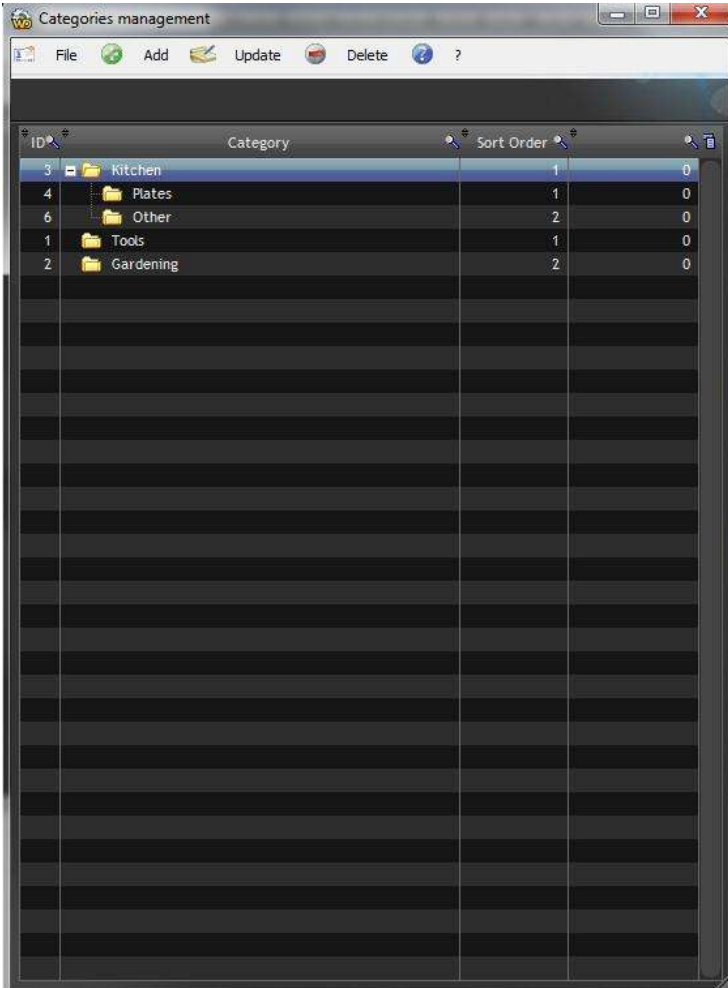 Categories management
File Add Update Delete ?
ID Category Sort Order
3 Kitchen 1 0
4 Plates 1 0
6 Other 2 0
1 Tools 1 0
2 Gardening 2 0